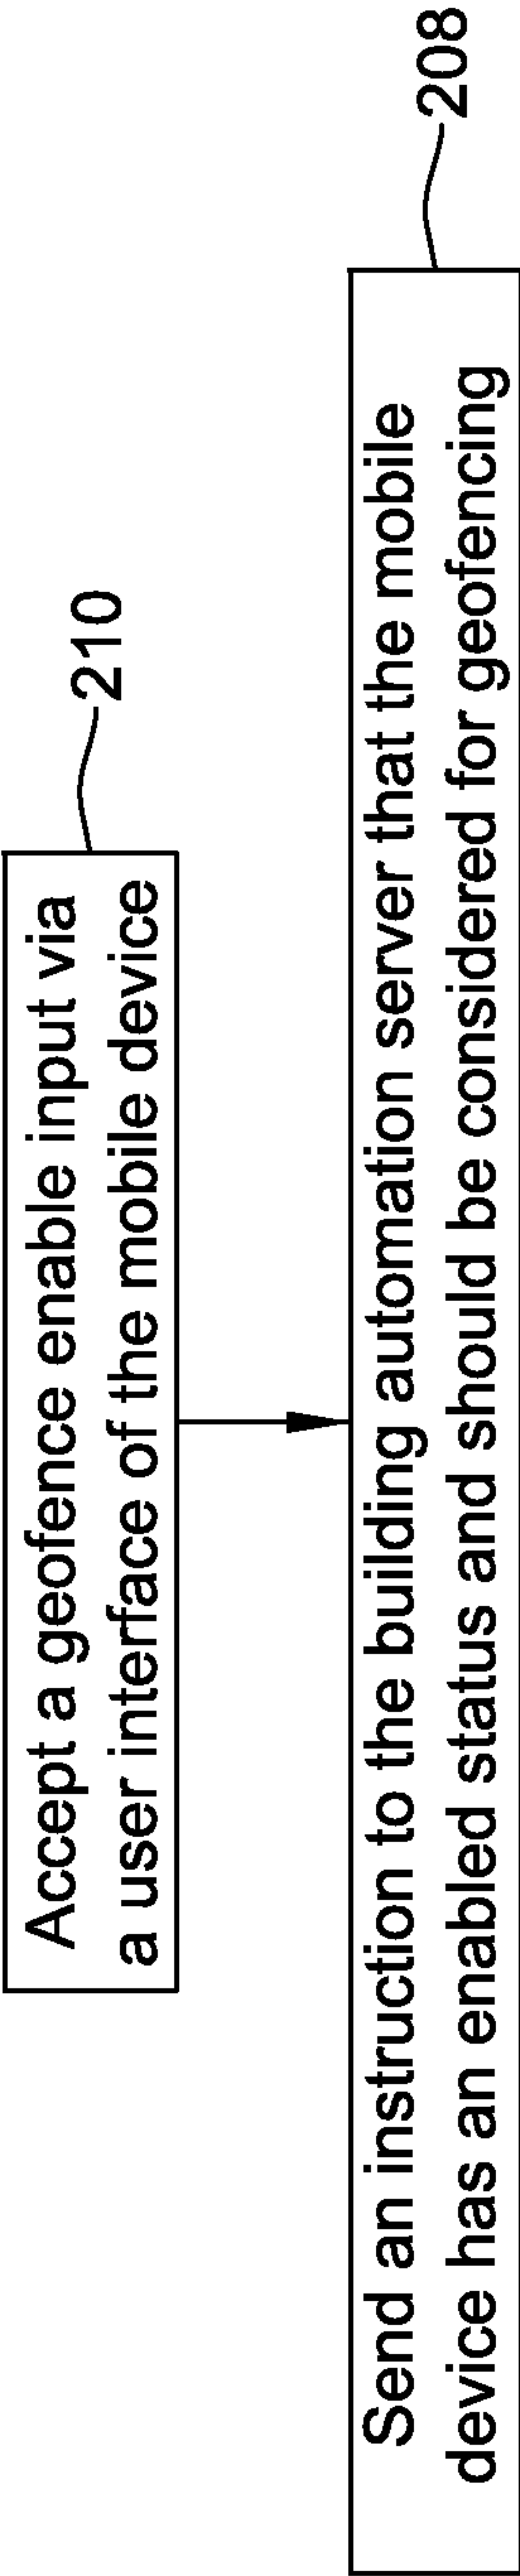 210
Accept a geofence enable input via
a user interface of the mobile device
208
Send an instruction to the building automation server that the mobile
device has an enabled status and should be considered for geofencing